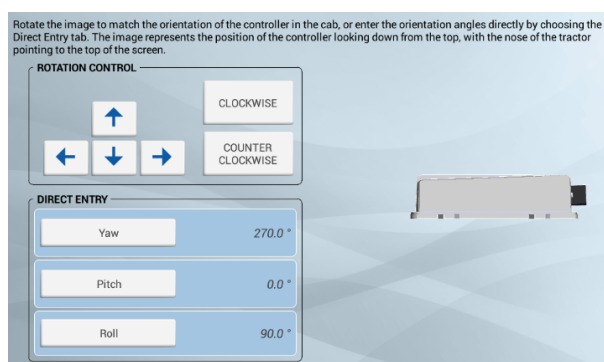 Rotate the image to match the orientation of the controller in the cab, or enter the orientation angles directly by choosing the
Direct Entry tab. The image represents the position of the controller looking down from the top, with the nose of the tractor
pointing to the top of the screen.
ROTATION CONTROL
CLOCKWISE
COUNTER
CLOCKWISE
DIRECT ENTRY
Yaw 270.0 °
Pitch 0.0 °
Roll 90.0 °